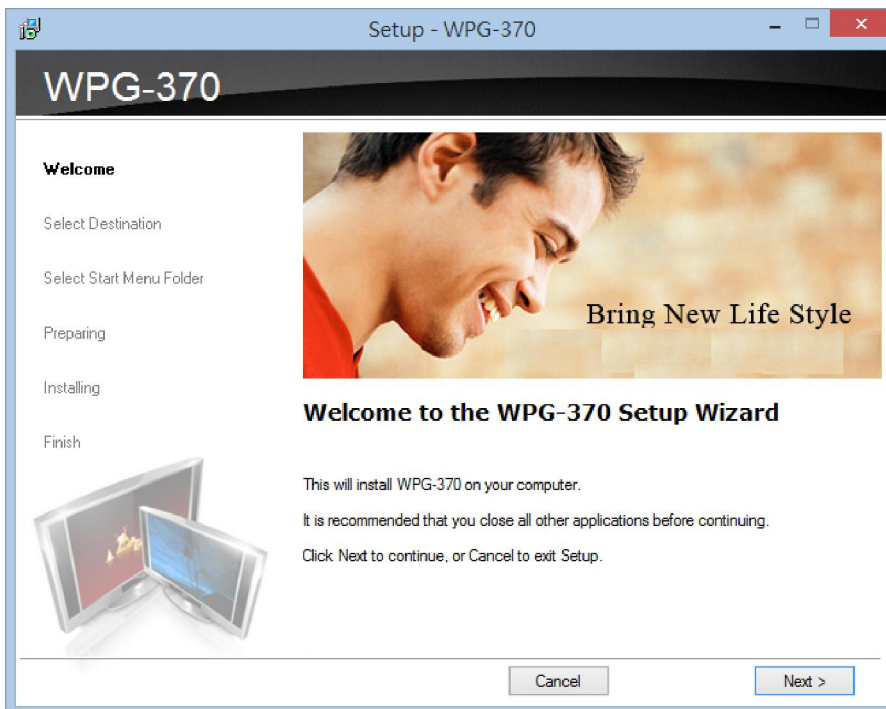 Setup - WPG-370
WPG-370
Welcome
Select Destination
Select Start Menu Folder
Preparing
Installing
Finish
Bring New Life Style
Welcome to the WPG-370 Setup Wizard
This will install WPG-370 on your computer.
It is recommended that you close all other applications before continuing.
Click Next to continue, or Cancel to exit Setup.
Cancel
Next >